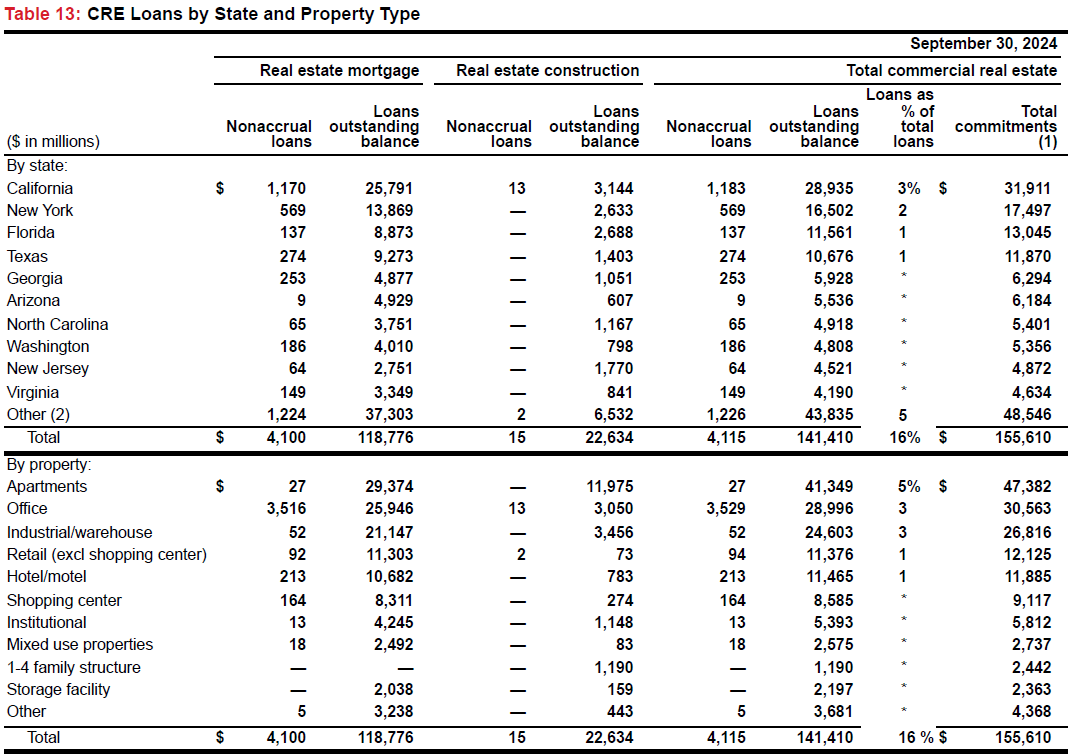 Table 13: CRE Loans by State and Property Type
September 30, 2024
Real estate mortgage Real estate construction Total commercial real estate
($ in millions) Nonaccrual loans Loans outstanding balance Nonaccrual loans Loans outstanding balance Nonaccrual loans Loans outstanding balance Loans as % of total loans Total commitments (1)
By state:
California $ 1,170 25,791 13 3,144 1,183 28,935 3% $ 31,911
New York 569 13,869 — 2,633 569 16,502 2 17,497
Florida 137 8,873 — 2,688 137 11,561 1 13,045
Texas 274 9,273 — 1,403 274 10,676 1 11,870
Georgia 253 4,877 — 1,051 253 5,928 * 6,294
Arizona 9 4,929 — 607 9 5,536 * 6,184
North Carolina 65 3,751 — 1,167 65 4,918 * 5,401
Washington 186 4,010 — 798 186 4,808 * 5,356
New Jersey 64 2,751 — 1,770 64 4,521 * 4,872
Virginia 149 3,349 — 841 149 4,190 * 4,634
Other (2) 1,224 37,303 2 6,532 1,226 43,835 5 48,546
Total $ 4,100 118,776 15 22,634 4,115 141,410 16% $ 155,610
By property:
Apartments $ 27 29,374 — 11,975 27 41,349 5% $ 47,382
Office 3,516 25,946 13 3,050 3,529 28,996 3 30,563
Industrial/warehouse 52 21,147 — 3,456 52 24,603 3 26,816
Retail (excl shopping center) 92 11,303 2 73 94 11,376 1 12,125
Hotel/motel 213 10,682 — 783 213 11,465 1 11,885
Shopping center 164 8,311 — 274 164 8,585 * 9,117
Institutional 13 4,245 — 1,148 13 5,393 * 5,812
Mixed use properties 18 2,492 — 83 18 2,575 * 2,737
1-4 family structure — — — 1,190 — 1,190 * 2,442
Storage facility — 2,038 — 159 — 2,197 * 2,363
Other 5 3,238 — 443 5 3,681 * 4,368
Total $ 4,100 118,776 15 22,634 4,115 141,410 16 % $ 155,610